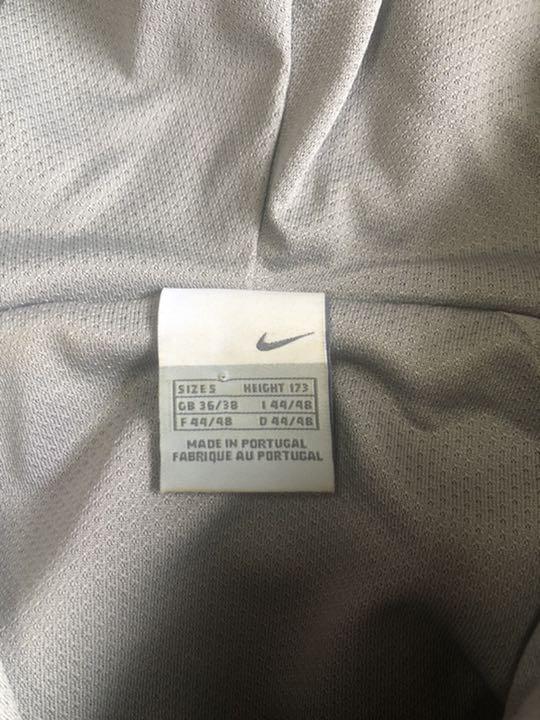 SIZE S HEIGHT 173
GB 36/38 I 44/48
F 44/48 D 44/48
MADE IN PORTUGAL
FABRIQUE AU PORTUGAL